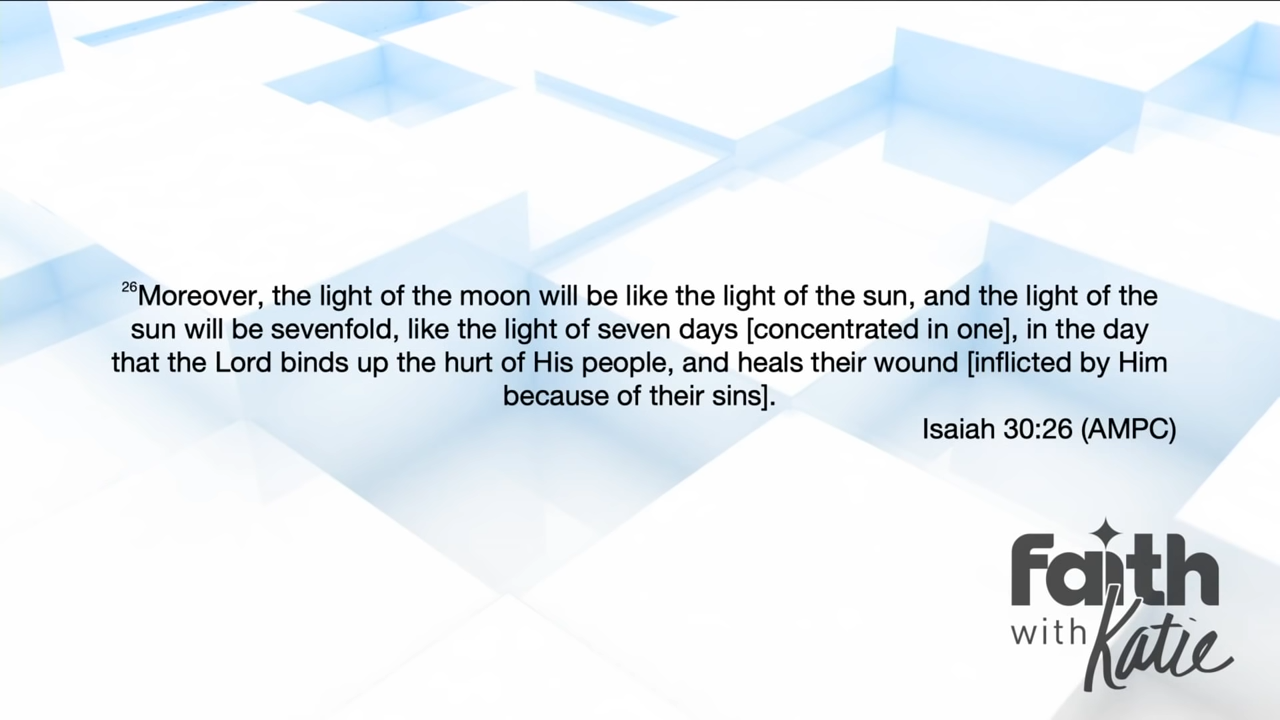 26Moreover, the light of the moon will be like the light of the sun, and the light of the
sun will be sevenfold, like the light of seven days [concentrated in one], in the day
that the Lord binds up the hurt of His people, and heals their wound [inflicted by Him
because of their sins].
Isaiah 30:26 (AMPC)
faith
with Katie